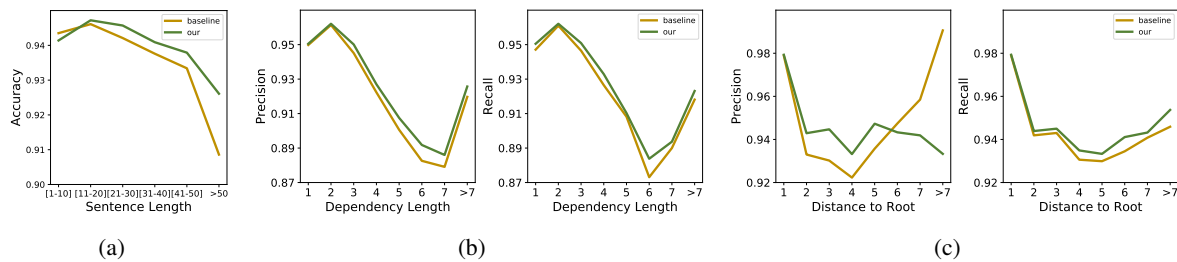 Accuracy
0.94
0.93
0.92
0.91
0.90
[1-10][11-20][21-30][31-40][41-50] >50
Sentence Length
baseline
our
(a)
Precision
0.95
0.93
0.91
0.89
0.87
1 2 3 4 5 6 7 >7
Dependency Length
Recall
0.95
0.93
0.91
0.89
0.87
1 2 3 4 5 6 7 >7
Dependency Length
baseline
our
(b)
Precision
0.98
0.96
0.94
0.92
1 2 3 4 5 6 7 >7
Distance to Root
Recall
0.98
0.96
0.94
0.92
1 2 3 4 5 6 7 >7
Distance to Root
baseline
our
(c)